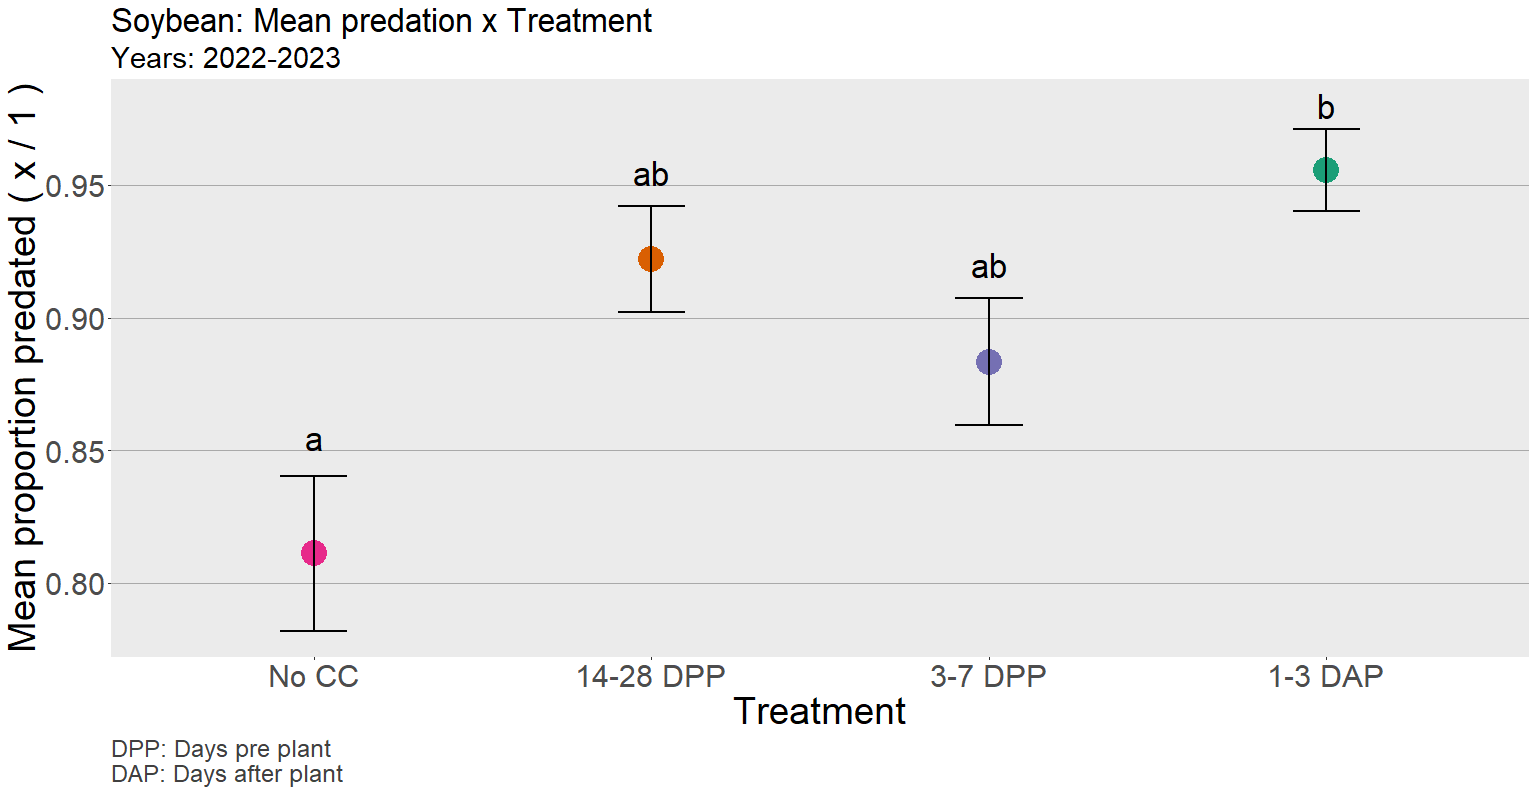 Soybean: Mean predation x Treatment
Years: 2022-2023
Mean proportion predated ( x / 1 )
0.95
0.90
0.85
0.80
a
ab
ab
b
No CC
14-28 DPP
3-7 DPP
1-3 DAP
Treatment
DPP: Days pre plant
DAP: Days after plant